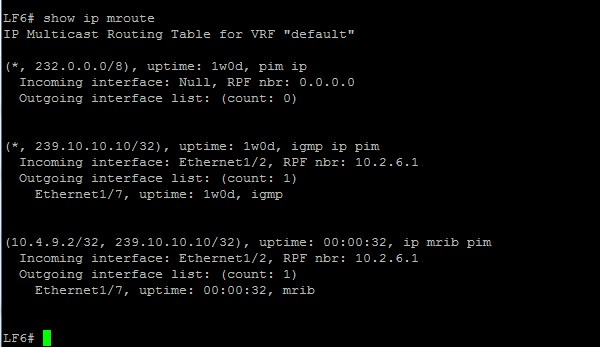 LF6# show ip mroute
IP Multicast Routing Table for VRF "default"
(*, 232.0.0.0/8), uptime: 1w0d, pim ip
Incoming interface: Null, RPF nbr: 0.0.0.0
Outgoing interface list: (count: 0)
(*, 239.10.10.10/32), uptime: 1w0d, igmp ip pim
Incoming interface: Ethernet1/2, RPF nbr: 10.2.6.1
Outgoing interface list: (count: 1)
Ethernet1/7, uptime: 1w0d, igmp
(10.4.9.2/32, 239.10.10.10/32), uptime: 00:00:32, ip mrib pim
Incoming interface: Ethernet1/2, RPF nbr: 10.2.6.1
Outgoing interface list: (count: 1)
Ethernet1/7, uptime: 00:00:32, mrib
LF6#